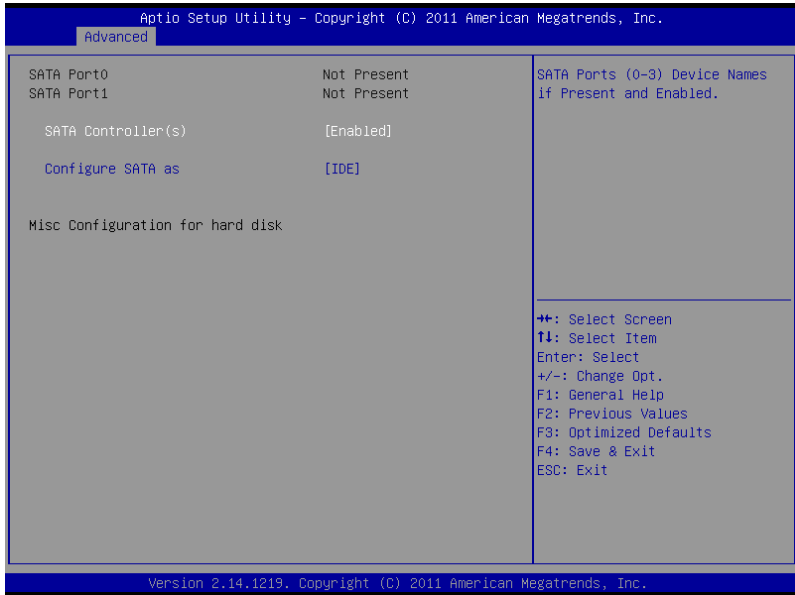 Aptio Setup Utility – Copyright (C) 2011 American Megatrends, Inc.
Advanced
SATA Port0 Not Present
SATA Port1 Not Present
SATA Controller(s) [Enabled]
Configure SATA as [IDE]
Misc Configuration for hard disk
SATA Ports (0-3) Device Names
if Present and Enabled.
→←: Select Screen
↑↓: Select Item
Enter: Select
+/-: Change Opt.
F1: General Help
F2: Previous Values
F3: Optimized Defaults
F4: Save & Exit
ESC: Exit
Version 2.14.1219. Copyright (C) 2011 American Megatrends, Inc.